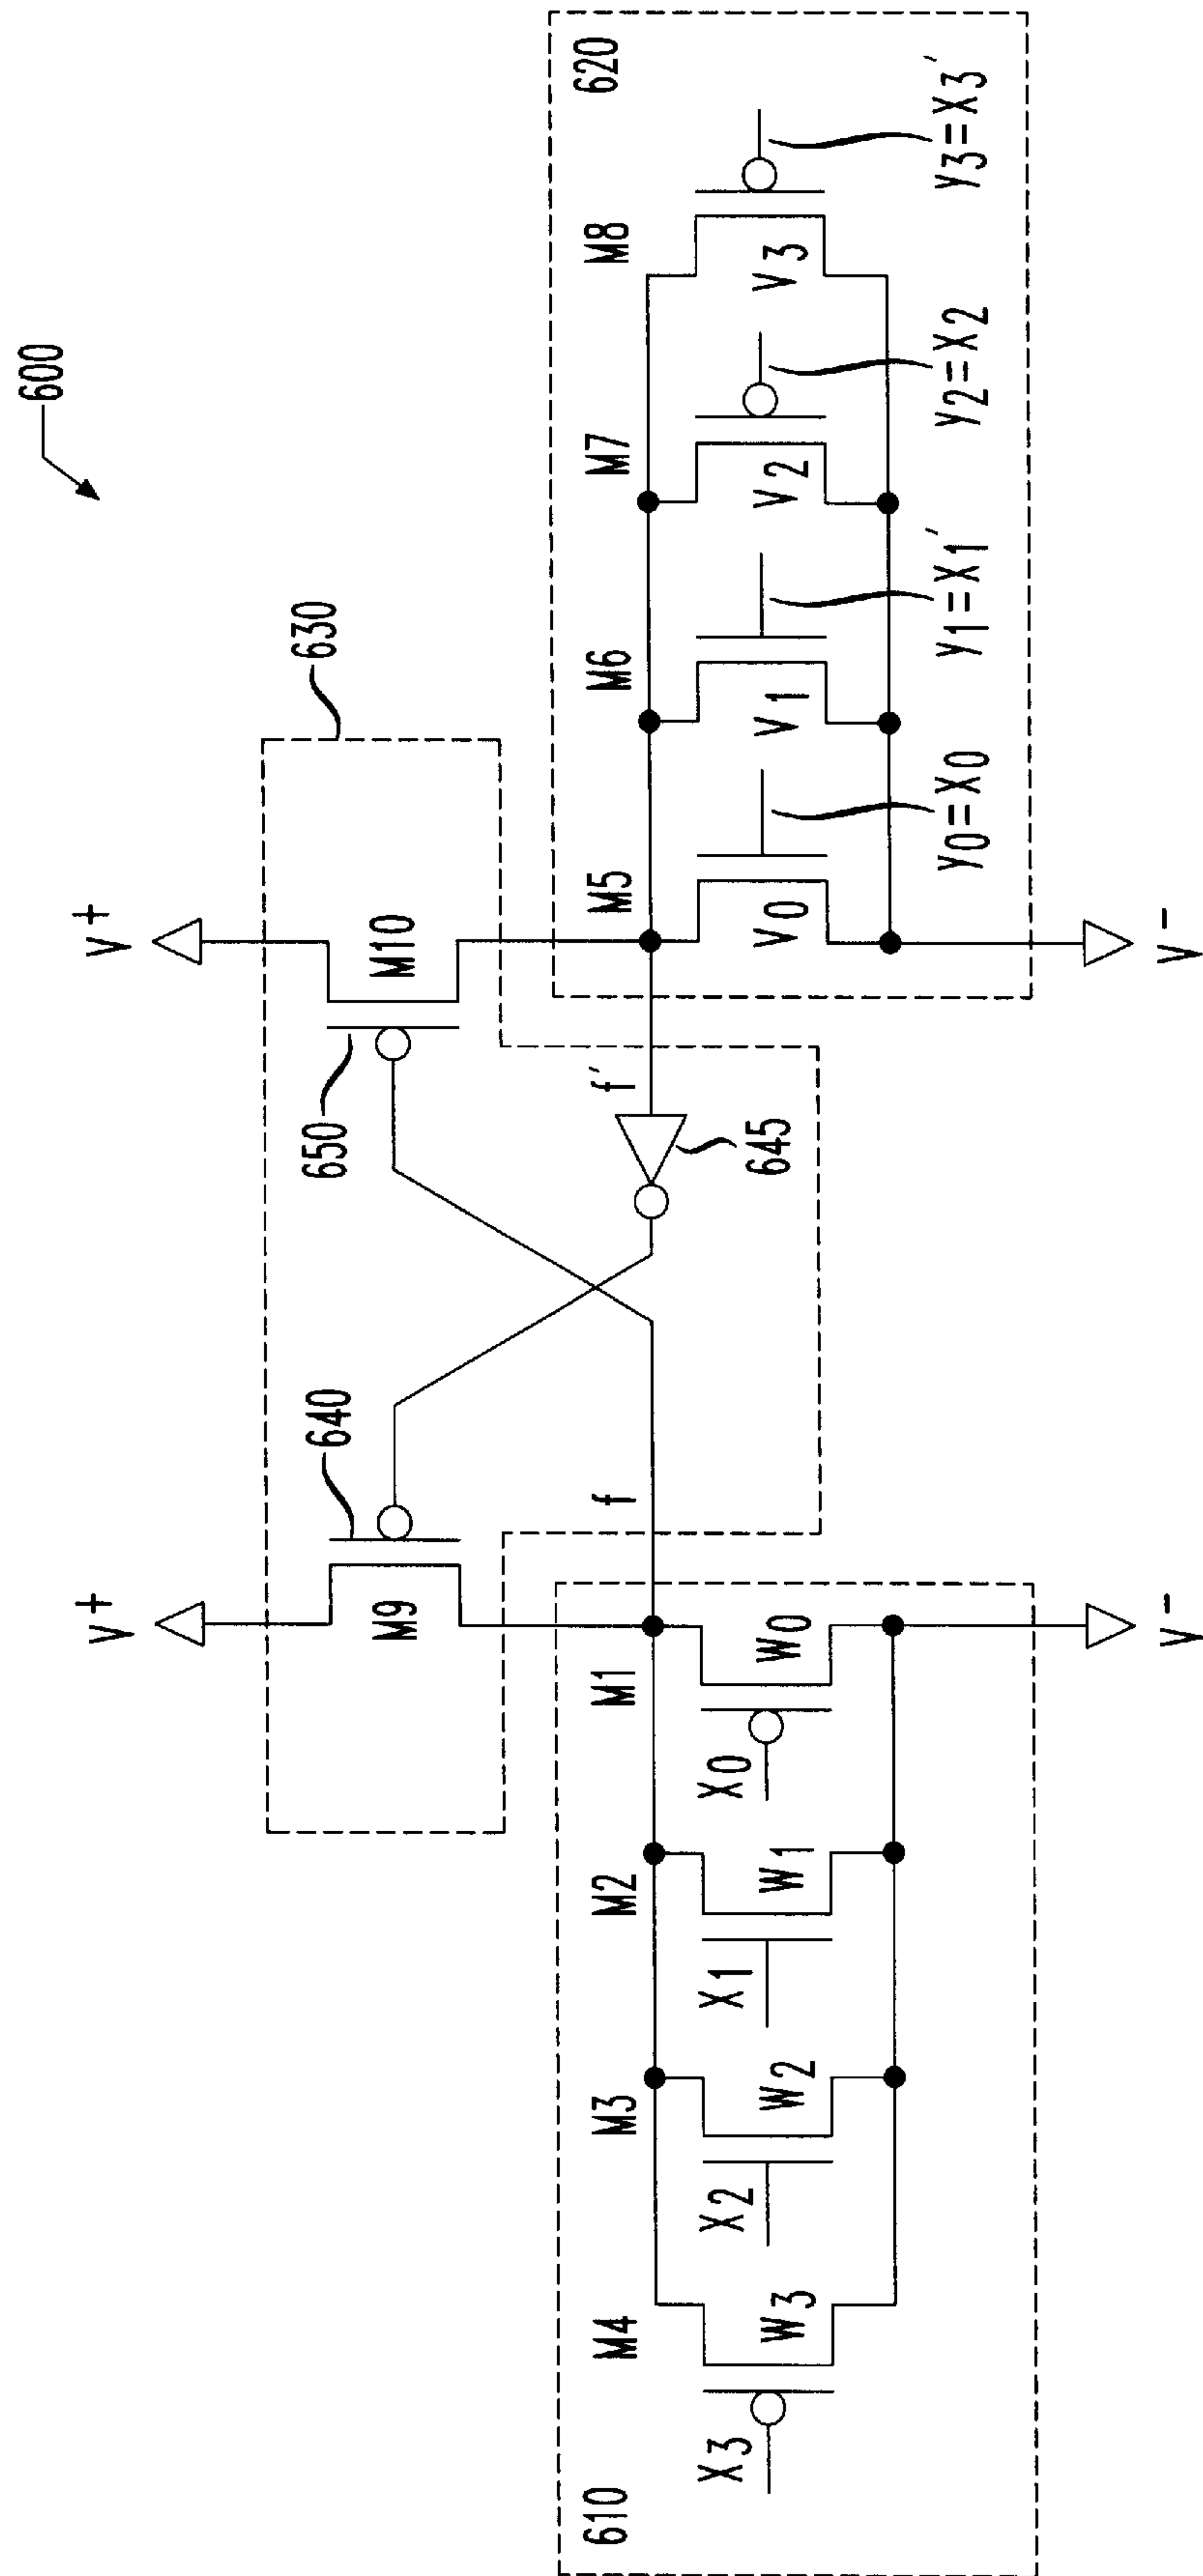 600
V+
V+
640
650
630
M9
M10
f
f'
645
M4
M3
M2
M1
M5
M6
M7
M8
610
620
X3
X2
X1
X0
W3
W2
W1
W0
V0
V1
V2
V3
Y0=X0
Y1=X1'
Y2=X2
Y3=X3'
V-
V-